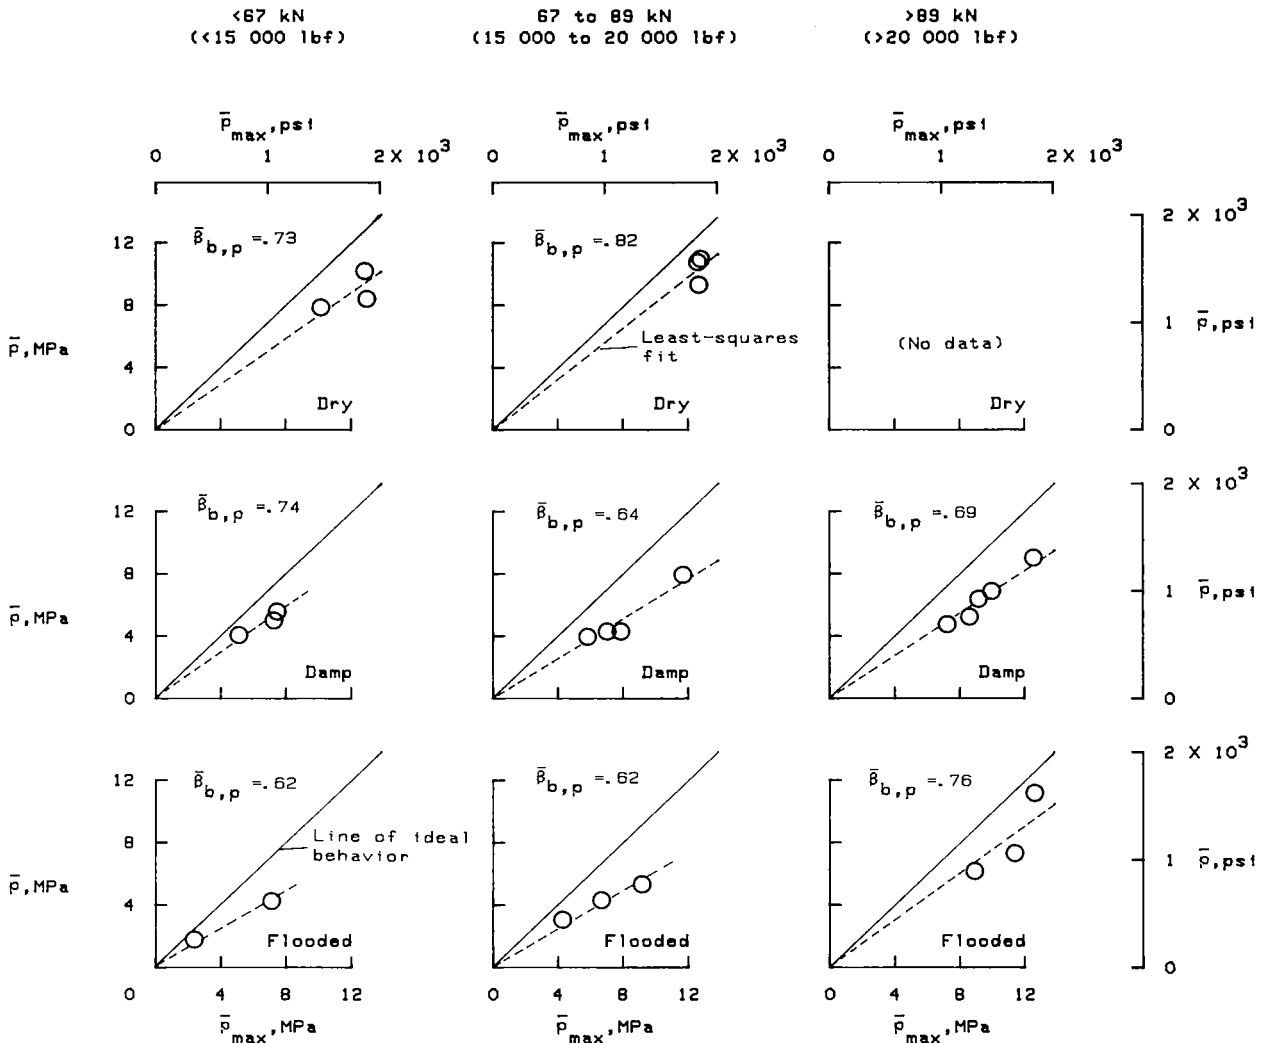 <67 kN 67 to 89 kN >89 kN
(<15 000 lbf) (15 000 to 20 000 lbf) (>20 000 lbf)
p̄max,psi p̄max,psi p̄max,psi
0 1 2 X 10³ 0 1 2 X 10³ 0 1 2 X 10³
β̄b,p =.73
β̄b,p =.82
2 X 10³
12
8
4
0
p̄,MPa
Least-squares
fit
(No data)
1 p̄,psi
Dry Dry Dry
0
β̄b,p =.74
β̄b,p =.64
β̄b,p =.69
2 X 10³
12
8
4
0
p̄,MPa
1 p̄,psi
Damp Damp Damp
0
β̄b,p =.62
β̄b,p =.62
β̄b,p =.76
2 X 10³
12
8
4
p̄,MPa
Line of ideal
behavior
1 p̄,psi
Flooded Flooded Flooded
0
0 4 8 12 0 4 8 12 0 4 8 12
p̄max,MPa p̄max,MPa p̄max,MPa